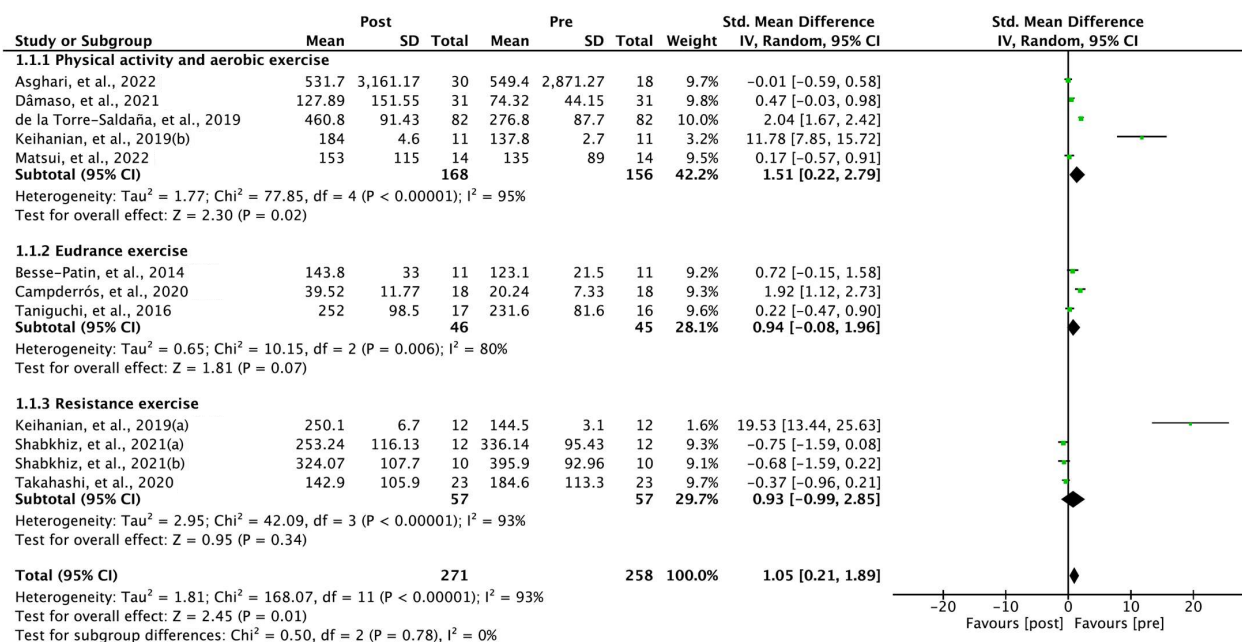 Post Pre Std. Mean Difference Std. Mean Difference
Study or Subgroup Mean SD Total Mean SD Total Weight IV, Random, 95% CI IV, Random, 95% CI
1.1.1 Physical activity and aerobic exercise
Asghari, et al., 2022 531.7 3,161.17 30 549.4 2,871.27 18 9.7% -0.01 [-0.59, 0.58]
Dâmaso, et al., 2021 127.89 151.55 31 74.32 44.15 31 9.8% 0.47 [-0.03, 0.98]
de la Torre-Saldaña, et al., 2019 460.8 91.43 82 276.8 87.7 82 10.0% 2.04 [1.67, 2.42]
Keihanian, et al., 2019(b) 184 4.6 11 137.8 2.7 11 3.2% 11.78 [7.85, 15.72]
Matsui, et al., 2022 153 115 14 135 89 14 9.5% 0.17 [-0.57, 0.91]
Subtotal (95% CI) 168 156 42.2% 1.51 [0.22, 2.79]
Heterogeneity: Tau² = 1.77; Chi² = 77.85, df = 4 (P < 0.00001); I² = 95%
Test for overall effect: Z = 2.30 (P = 0.02)
1.1.2 Eudrance exercise
Besse-Patin, et al., 2014 143.8 33 11 123.1 21.5 11 9.2% 0.72 [-0.15, 1.58]
Campderrós, et al., 2020 39.52 11.77 18 20.24 7.33 18 9.3% 1.92 [1.12, 2.73]
Taniguchi, et al., 2016 252 98.5 17 231.6 81.6 16 9.6% 0.22 [-0.47, 0.90]
Subtotal (95% CI) 46 45 28.1% 0.94 [-0.08, 1.96]
Heterogeneity: Tau² = 0.65; Chi² = 10.15, df = 2 (P = 0.006); I² = 80%
Test for overall effect: Z = 1.81 (P = 0.07)
1.1.3 Resistance exercise
Keihanian, et al., 2019(a) 250.1 6.7 12 144.5 3.1 12 1.6% 19.53 [13.44, 25.63]
Shabkhiz, et al., 2021(a) 253.24 116.13 12 336.14 95.43 12 9.3% -0.75 [-1.59, 0.08]
Shabkhiz, et al., 2021(b) 324.07 107.7 10 395.9 92.96 10 9.1% -0.68 [-1.59, 0.22]
Takahashi, et al., 2020 142.9 105.9 23 184.6 113.3 23 9.7% -0.37 [-0.96, 0.21]
Subtotal (95% CI) 57 57 29.7% 0.93 [-0.99, 2.85]
Heterogeneity: Tau² = 2.95; Chi² = 42.09, df = 3 (P < 0.00001); I² = 93%
Test for overall effect: Z = 0.95 (P = 0.34)
Total (95% CI) 271 258 100.0% 1.05 [0.21, 1.89]
Heterogeneity: Tau² = 1.81; Chi² = 168.07, df = 11 (P < 0.00001); I² = 93%
Test for overall effect: Z = 2.45 (P = 0.01)
Test for subgroup differences: Chi² = 0.50, df = 2 (P = 0.78), I² = 0%
-20 -10 0 10 20
Favours [post] Favours [pre]